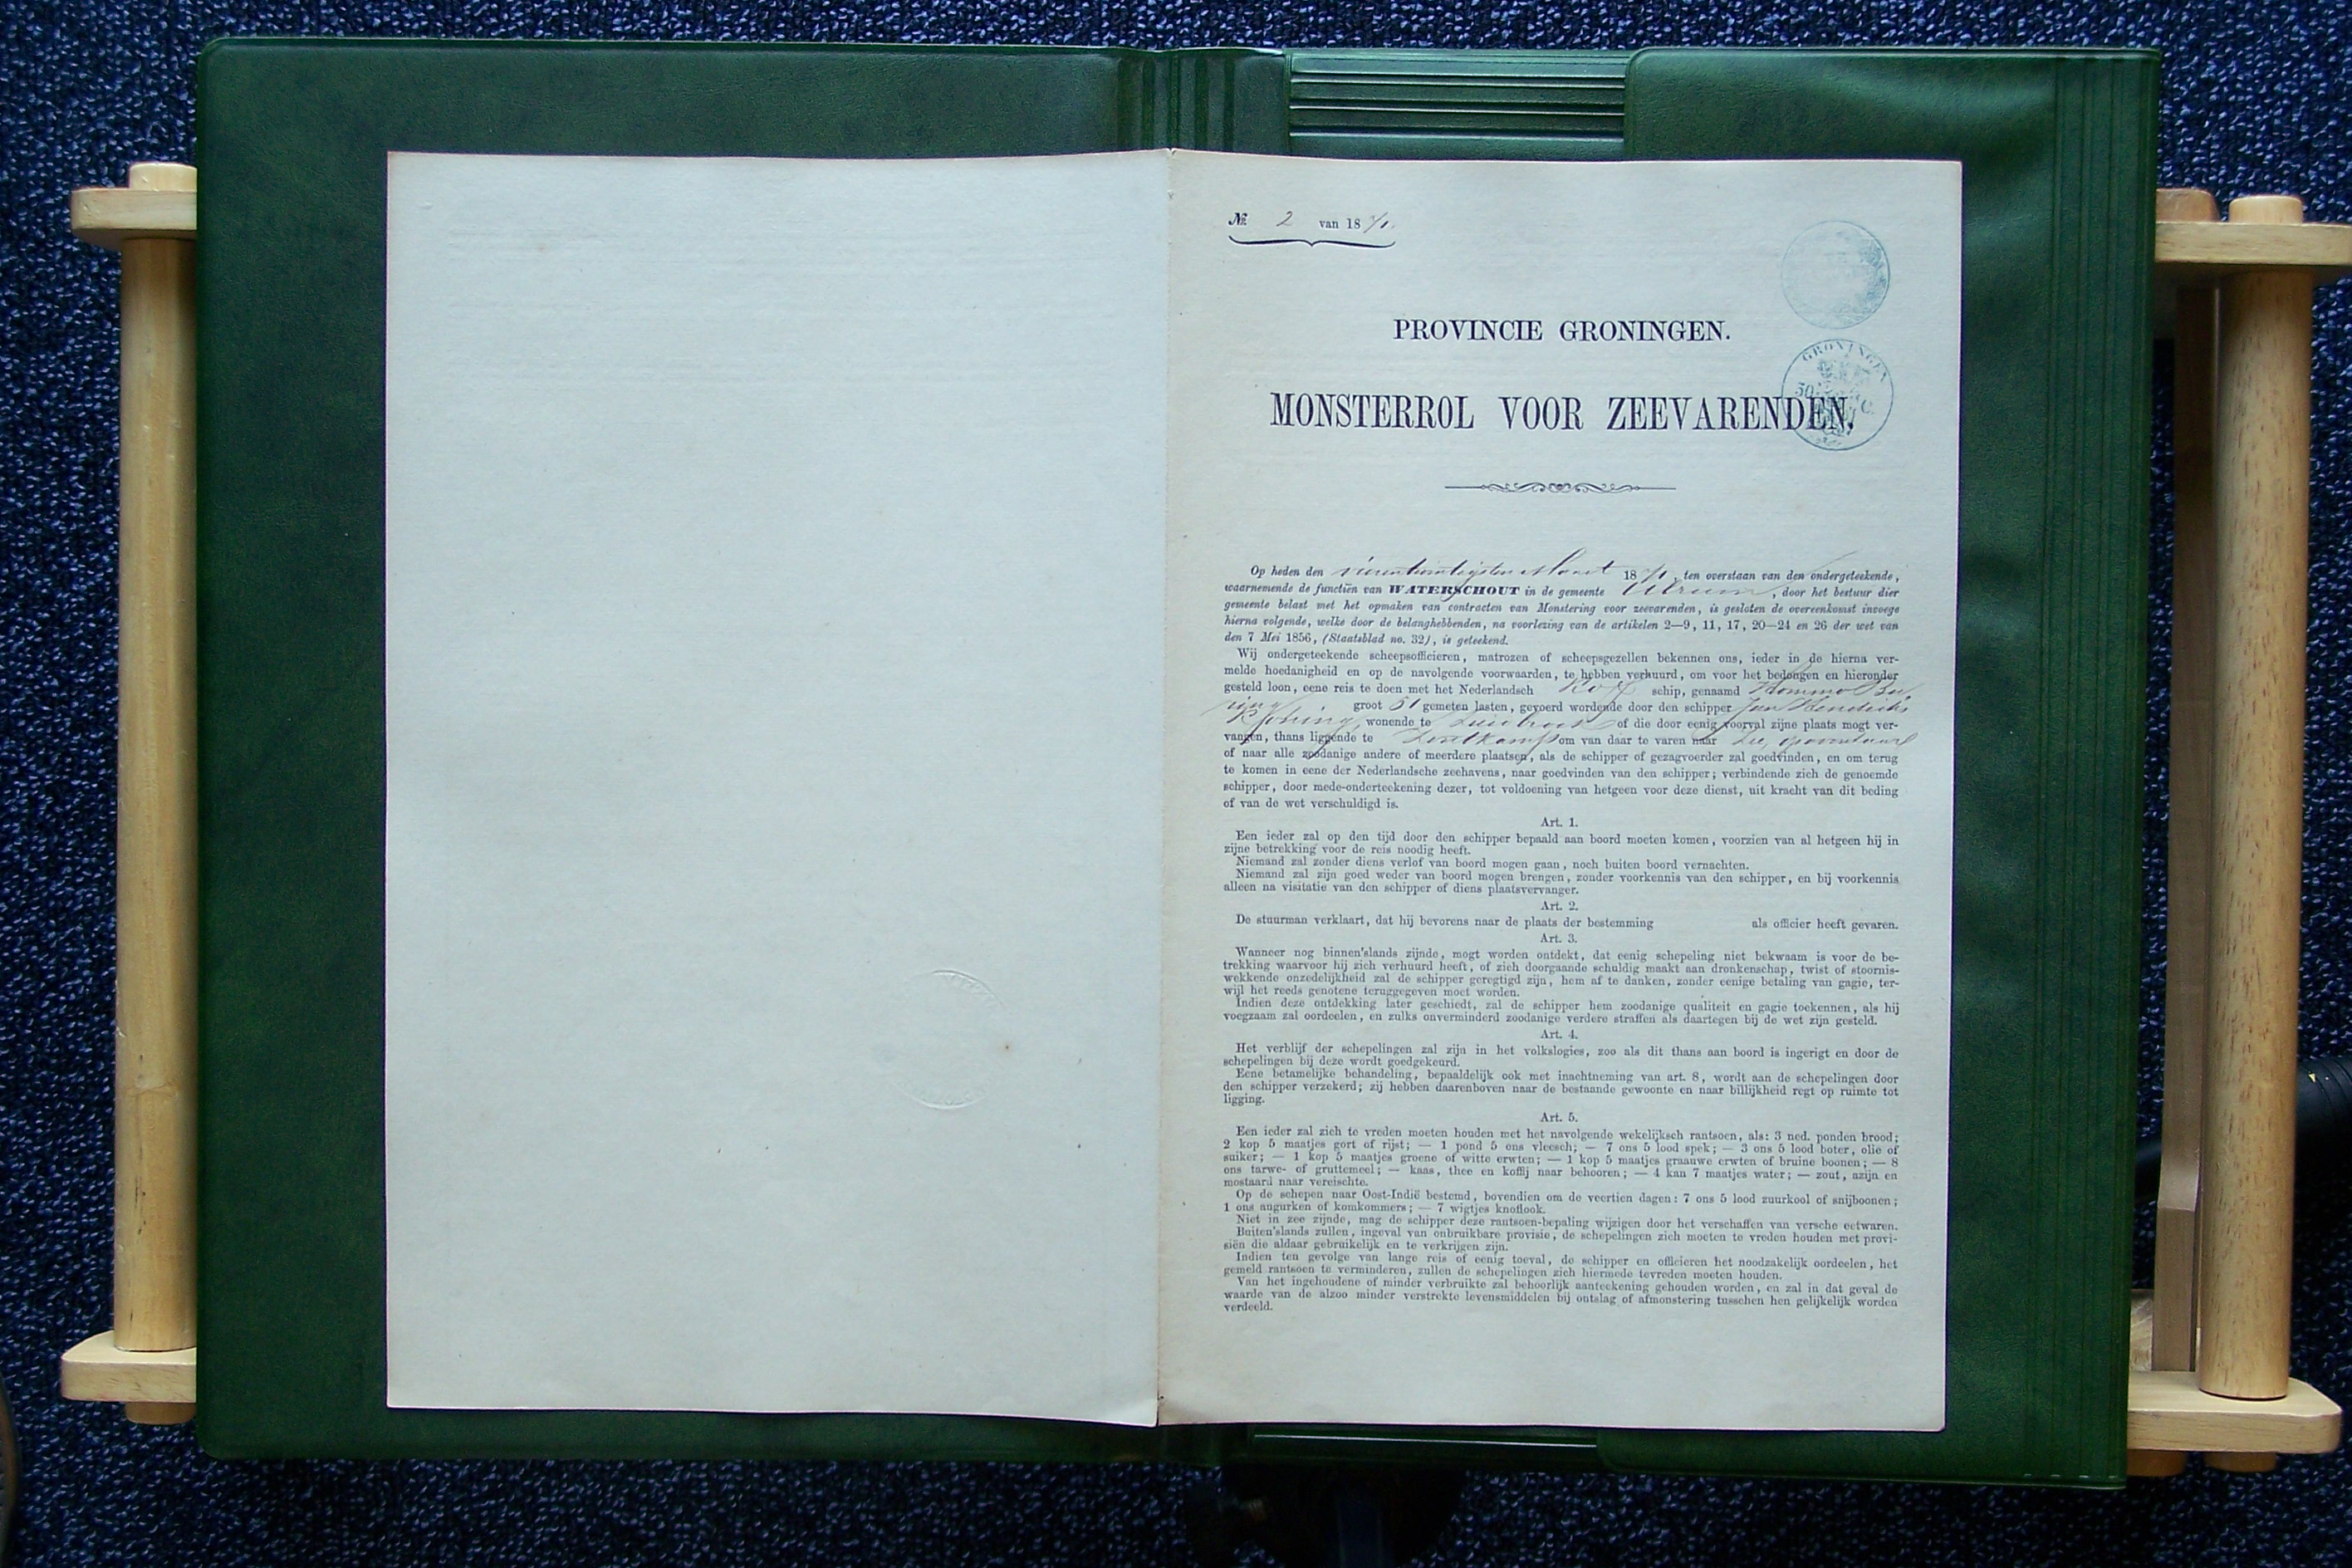 №. 2 van 1871.
GRONINGEN
50 C.
PROVINCIE GRONINGEN.
MONSTERROL VOOR ZEEVARENDEN.
Op heden den vierentwintigsten Maart 1871, ten overstaan van den ondergeteekende,
waarnemende de functiën van WATERSCHOUT in de gemeente Ulrum, door het bestuur dier
gemeente belast met het opmaken van contracten van Monstering voor zeevarenden, is gesloten de overeenkomst invoege
hierna volgende, welke door de belanghebbenden, na voorlezing van de artikelen 2—9, 11, 17, 20—24 en 26 der wet van
den 7 Mei 1856, (Staatsblad no. 32), is geteekend.
Wij ondergeteekende scheepsofficieren, matrozen of scheepsgezellen bekennen ons, ieder in de hierna ver-
melde hoedanigheid en op de navolgende voorwaarden, te hebben verhuurd, om voor het bedongen en hieronder
gesteld loon, eene reis te doen met het Nederlandsch Kof schip, genaamd
groot 51 gemeten lasten, gevoerd wordende door den schipper Jan Hendriks
wonende te of die door eenig voorval zijne plaats mogt ver-
vangen, thans liggende te Zoutkamp om van daar te varen naar
of naar alle zoodanige andere of meerdere plaatsen, als de schipper of gezagvoerder zal goedvinden, en om terug
te komen in eene der Nederlandsche zeehavens, naar goedvinden van den schipper; verbindende zich de genoemde
schipper, door mede-onderteekening dezer, tot voldoening van hetgeen voor deze dienst, uit kracht van dit beding
of van de wet verschuldigd is.
Art. 1.
Een ieder zal op den tijd door den schipper bepaald aan boord moeten komen, voorzien van al hetgeen hij in
zijne betrekking voor de reis noodig heeft.
Niemand zal zonder diens verlof van boord mogen gaan, noch buiten boord vernachten.
Niemand zal zijn goed weder van boord mogen brengen, zonder voorkennis van den schipper, en bij voorkennis
alleen na visitatie van den schipper of diens plaatsvervanger.
Art. 2.
De stuurman verklaart, dat hij bevorens naar de plaats der bestemming als officier heeft gevaren.
Art. 3.
Wanneer nog binnen'slands zijnde, mogt worden ontdekt, dat eenig schepeling niet bekwaam is voor de be-
trekking waarvoor hij zich verhuurd heeft, of zich doorgaande schuldig maakt aan dronkenschap, twist of stoornis-
wekkende onzedelijkheid zal de schipper geregtigd zijn, hem af te danken, zonder eenige betaling van gagie, ter-
wijl het reeds genotene teruggegeven moet worden.
Indien deze ontdekking later geschiedt, zal de schipper hem zoodanige qualiteit en gagie toekennen, als hij
voegzaam zal oordeelen, en zulks onverminderd zoodanige verdere straffen als daartegen bij de wet zijn gesteld.
Art. 4.
Het verblijf der schepelingen zal zijn in het volkslogies, zoo als dit thans aan boord is ingerigt en door de
schepelingen bij deze wordt goedgekeurd.
Eene betamelijke behandeling, bepaaldelijk ook met inachtneming van art. 8, wordt aan de schepelingen door
den schipper verzekerd; zij hebben daarenboven naar de bestaande gewoonte en naar billijkheid regt op ruimte tot
ligging.
Art. 5.
Een ieder zal zich te vreden moeten houden met het navolgende wekelijksch rantsoen, als: 3 ned. ponden brood;
2 kop 5 maatjes gort of rijst; — 1 pond 5 ons vleesch; — 7 ons 5 lood spek; — 3 ons 5 lood boter, olie of
suiker; — 1 kop 5 maatjes groene of witte erwten; — 1 kop 5 maatjes graauwe erwten of bruine boonen; — 8
ons tarwe- of gruttemeel; — kaas, thee en koffij naar behooren; — 4 kan 7 maatjes water; — zout, azijn en
mostaard naar vereischte.
Op de schepen naar Oost-Indië bestemd, bovendien om de veertien dagen: 7 ons 5 lood zuurkool of snijboonen;
1 ons augurken of komkommers; — 7 wigtjes knoflook.
Niet in zee zijnde, mag de schipper deze rantsoen-bepaling wijzigen door het verschaffen van versche eetwaren.
Buiten'slands zullen, ingeval van onbruikbare provisie, de schepelingen zich moeten te vreden houden met provi-
siën die aldaar gebruikelijk en te verkrijgen zijn.
Indien ten gevolge van lange reis of eenig toeval, de schipper en officieren het noodzakelijk oordeelen, het
gemeld rantsoen te verminderen, zullen de schepelingen zich hiermede tevreden moeten houden.
Van het ingehoudene of minder verbruikte zal behoorlijk aanteekening gehouden worden, en zal in dat geval de
waarde van de alzoo minder verstrekte levensmiddelen bij ontslag of afmonstering tusschen hen gelijkelijk worden
verdeeld.